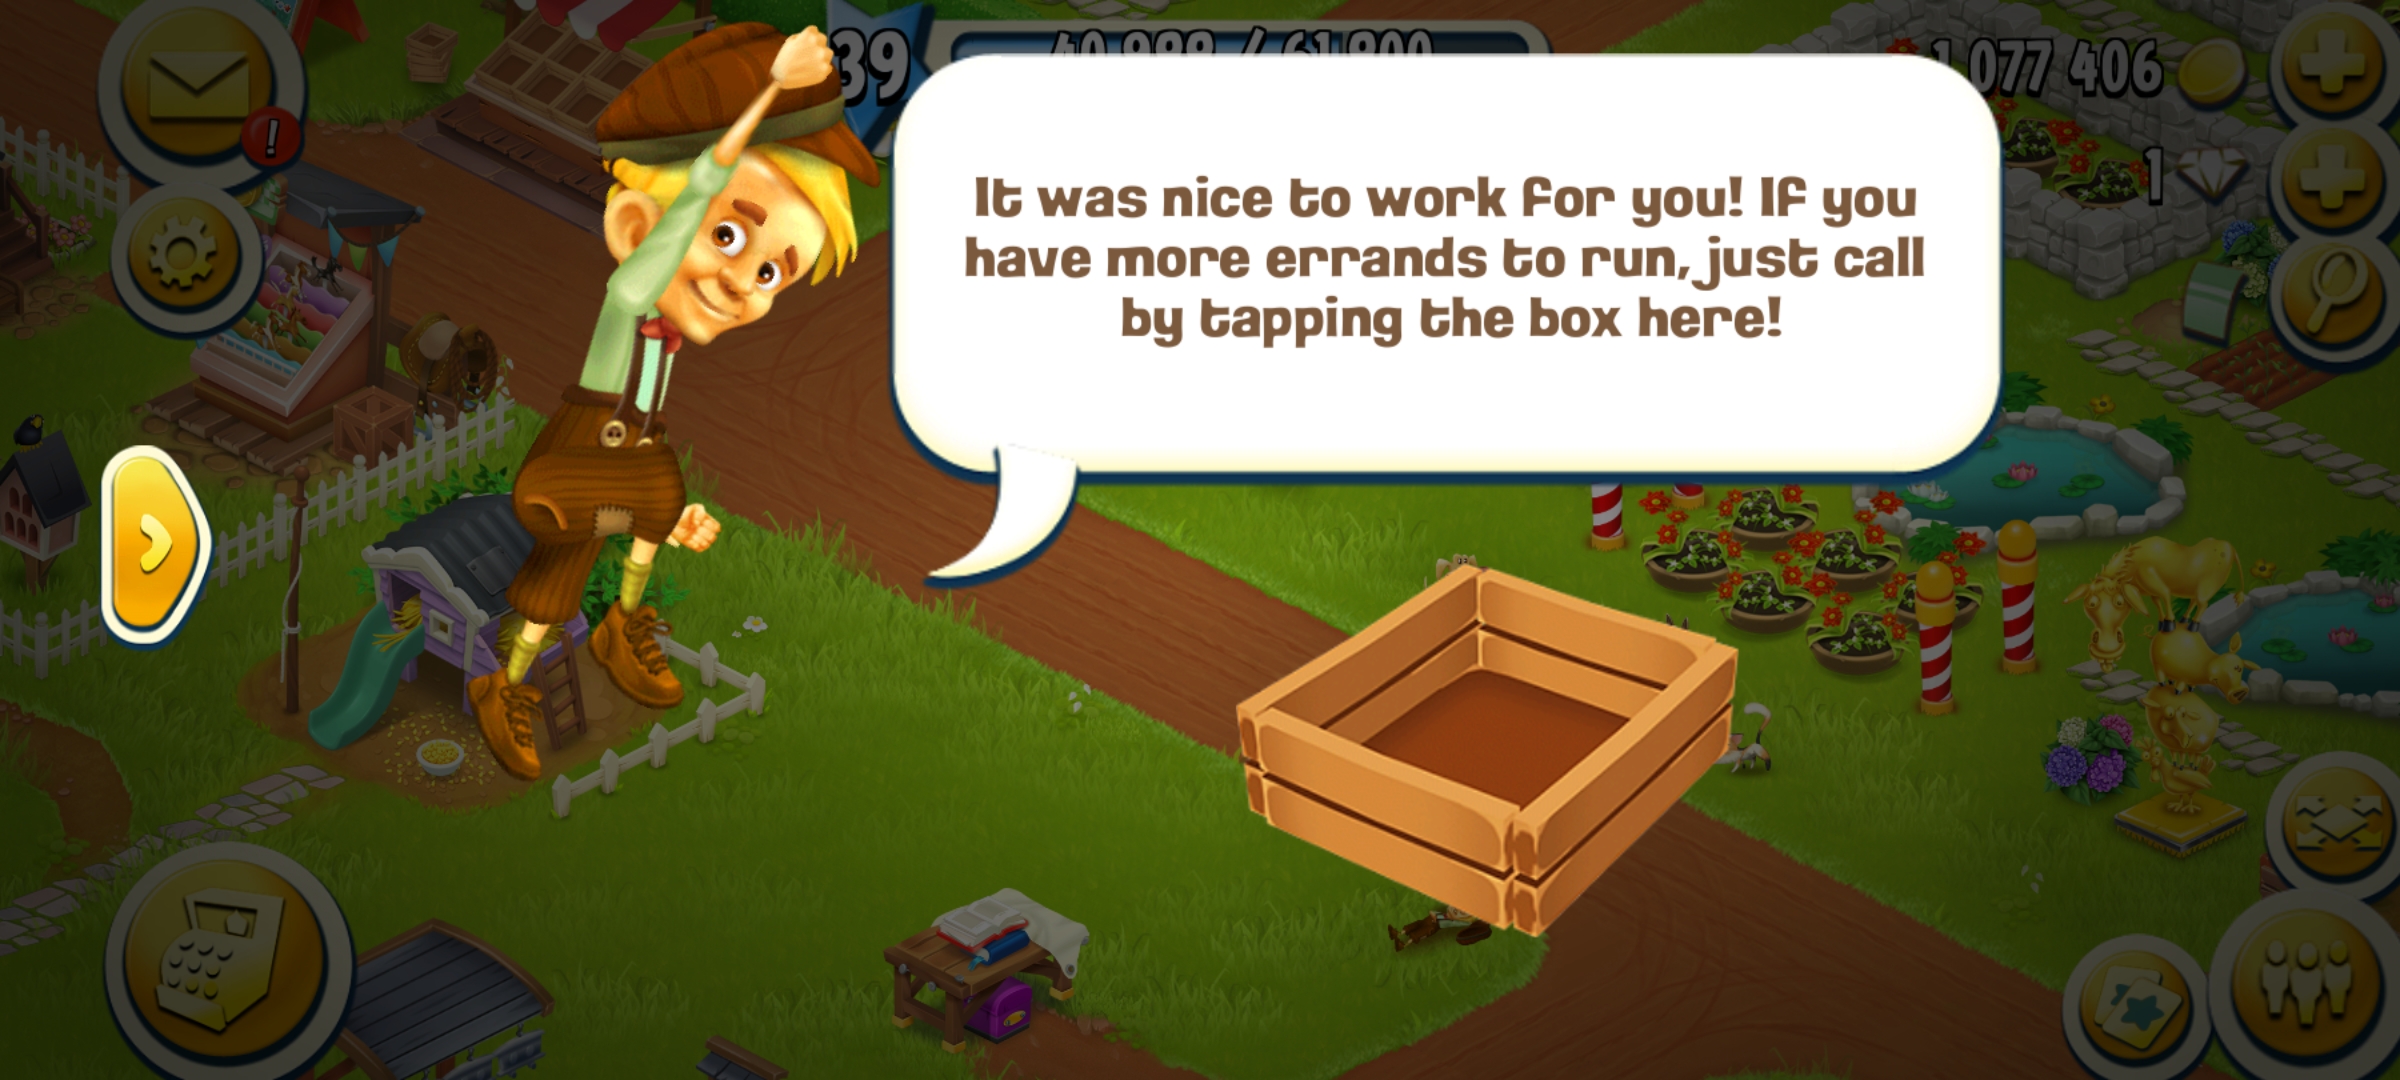 39
1 077 406
It was nice to work for you! If you
have more errands to run, just call
by tapping the box here!
1
!